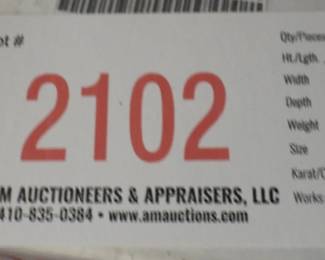 ot #
Qty/Pieces
Ht./Lgth.
Width
2102
Depth
Weight
Size
Karat/
M AUCTIONEERS & APPRAISERS, LLC
Works
410-835-0384 • www.amauctions.com